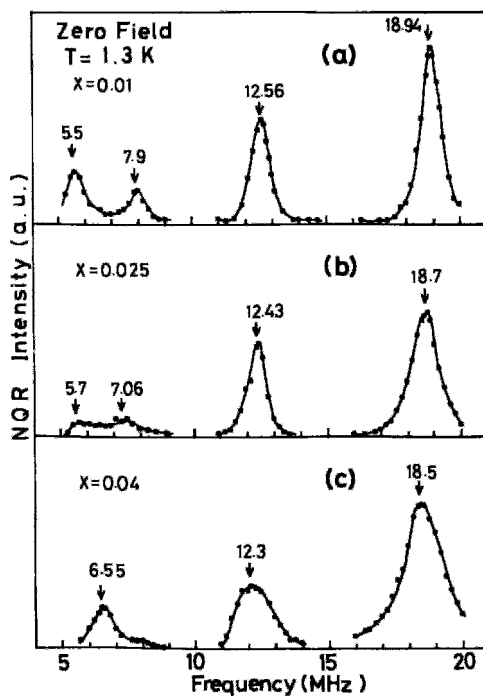 Zero Field
T= 1.3 K
X=0.01
(a)
5.5
7.9
12.56
18.94
X=0.025
(b)
5.7
7.06
12.43
18.7
X=0.04
(c)
6.55
12.3
18.5
NQR Intensity (a.u.)
5 10 15 20
Frequency (MHz)